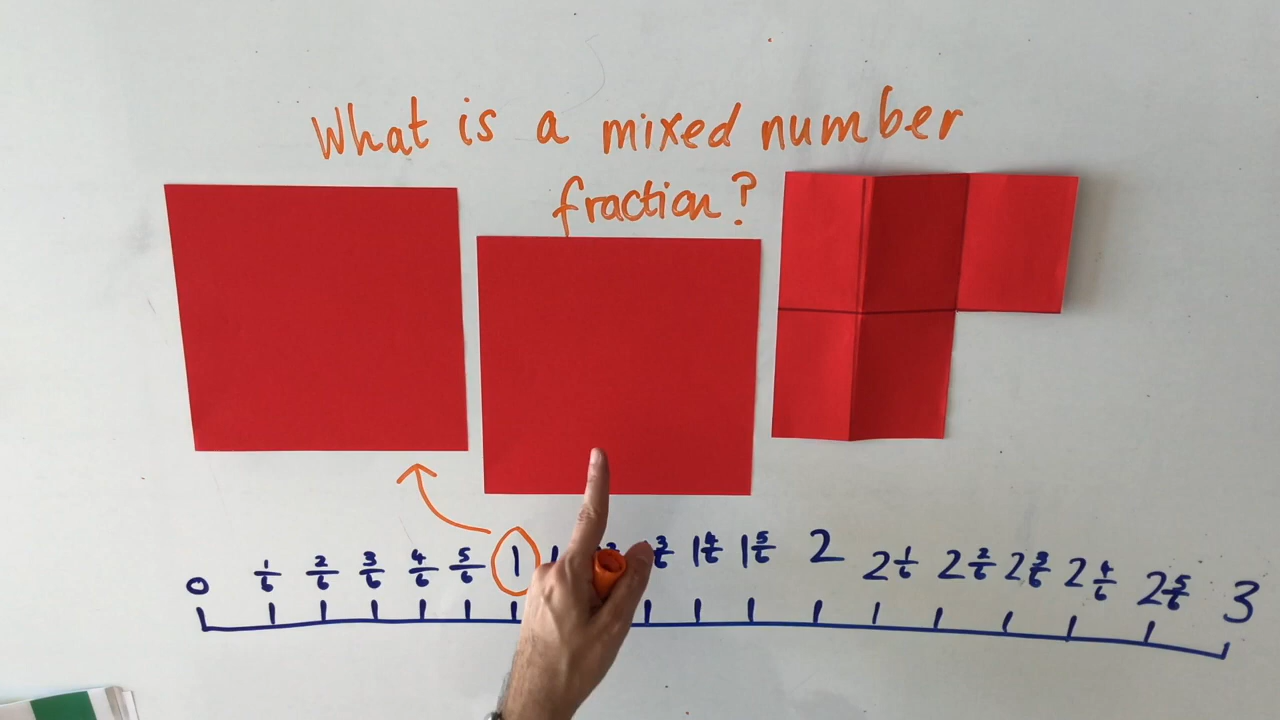 What is a mixed number
fraction?
0 1/6 2/6 3/6 4/6 5/6 1 1 4/6 1 5/6 2 2 1/6 2 2/6 2 3/6 2 4/6 2 5/6 3